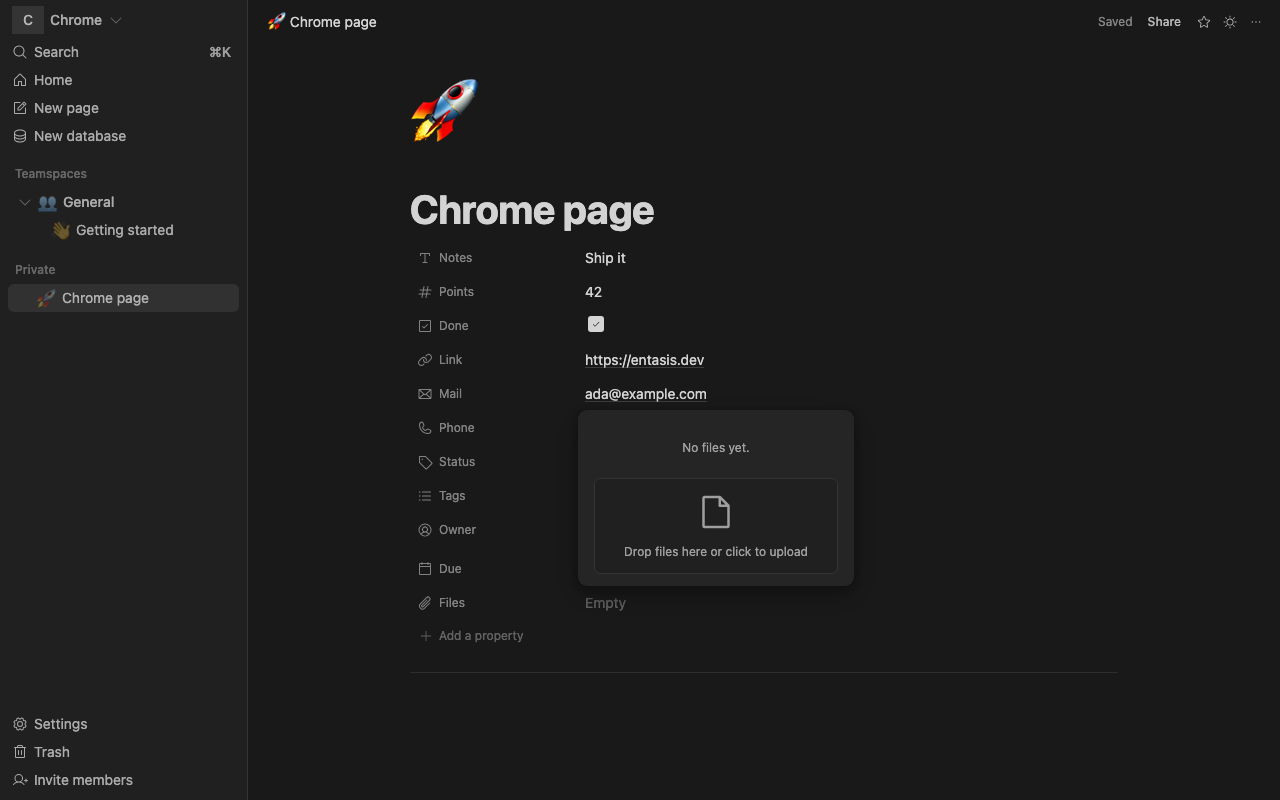 C Chrome
Search ⌘K
Home
New page
New database
Teamspaces
General
Getting started
Private
Chrome page
Settings
Trash
Invite members
Chrome page
Saved Share
Chrome page
Notes Ship it
Points 42
Done
Link https://entasis.dev
Mail ada@example.com
Phone
Status
Tags
Owner
Due
Files Empty
Add a property
No files yet.
Drop files here or click to upload